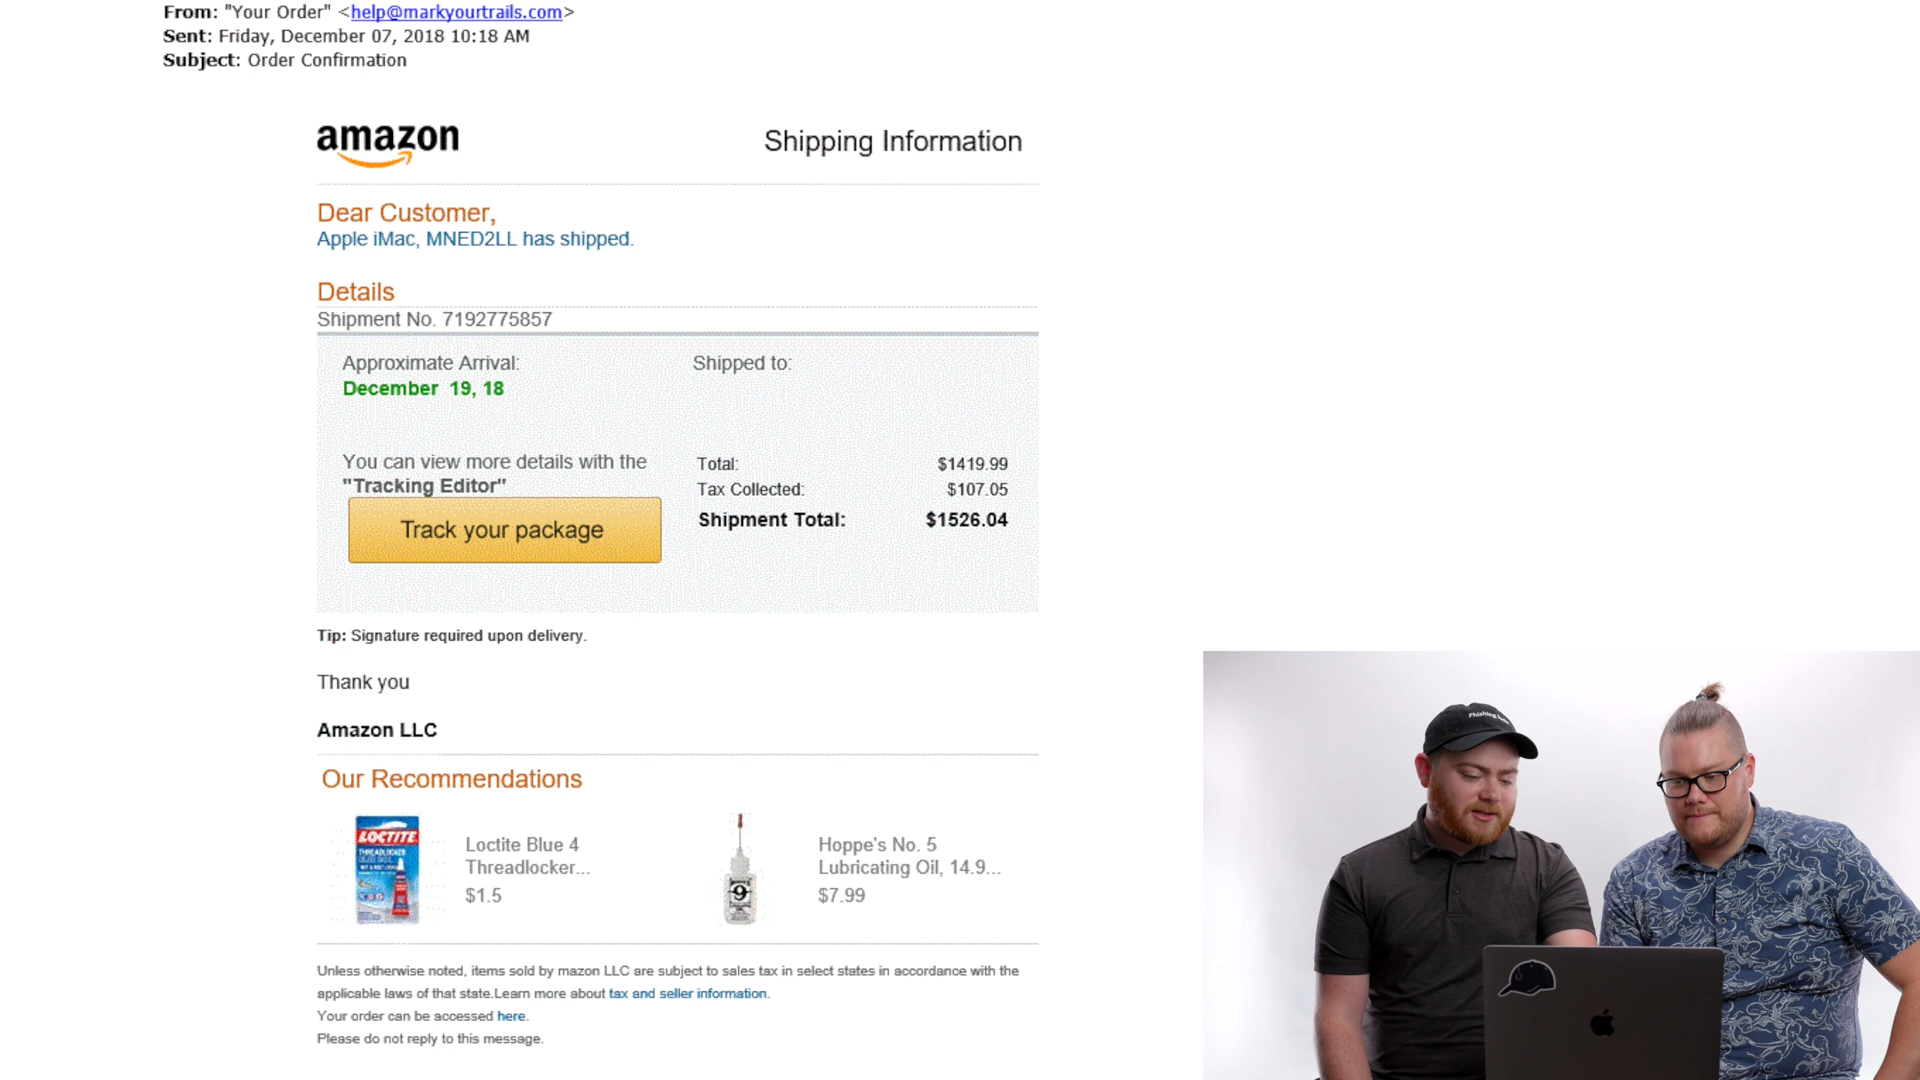 From: "Your Order" <help@markyourtrails.com>
Sent: Friday, December 07, 2018 10:18 AM
Subject: Order Confirmation
amazon
Shipping Information
Dear Customer,
Apple iMac, MNED2LL has shipped.
Details
Shipment No. 7192775857
Approximate Arrival:
December 19, 18
Shipped to:
You can view more details with the
"Tracking Editor"
Track your package
Total: $1419.99
Tax Collected: $107.05
Shipment Total: $1526.04
Tip: Signature required upon delivery.
Thank you
Amazon LLC
Our Recommendations
LOCTITE
THREADLOCKER
Loctite Blue 4
Threadlocker...
$1.5
9
Hoppe's No. 5
Lubricating Oil, 14.9...
$7.99
Unless otherwise noted, items sold by mazon LLC are subject to sales tax in select states in accordance with the
applicable laws of that state.Learn more about tax and seller information.
Your order can be accessed here.
Please do not reply to this message.
Phishing